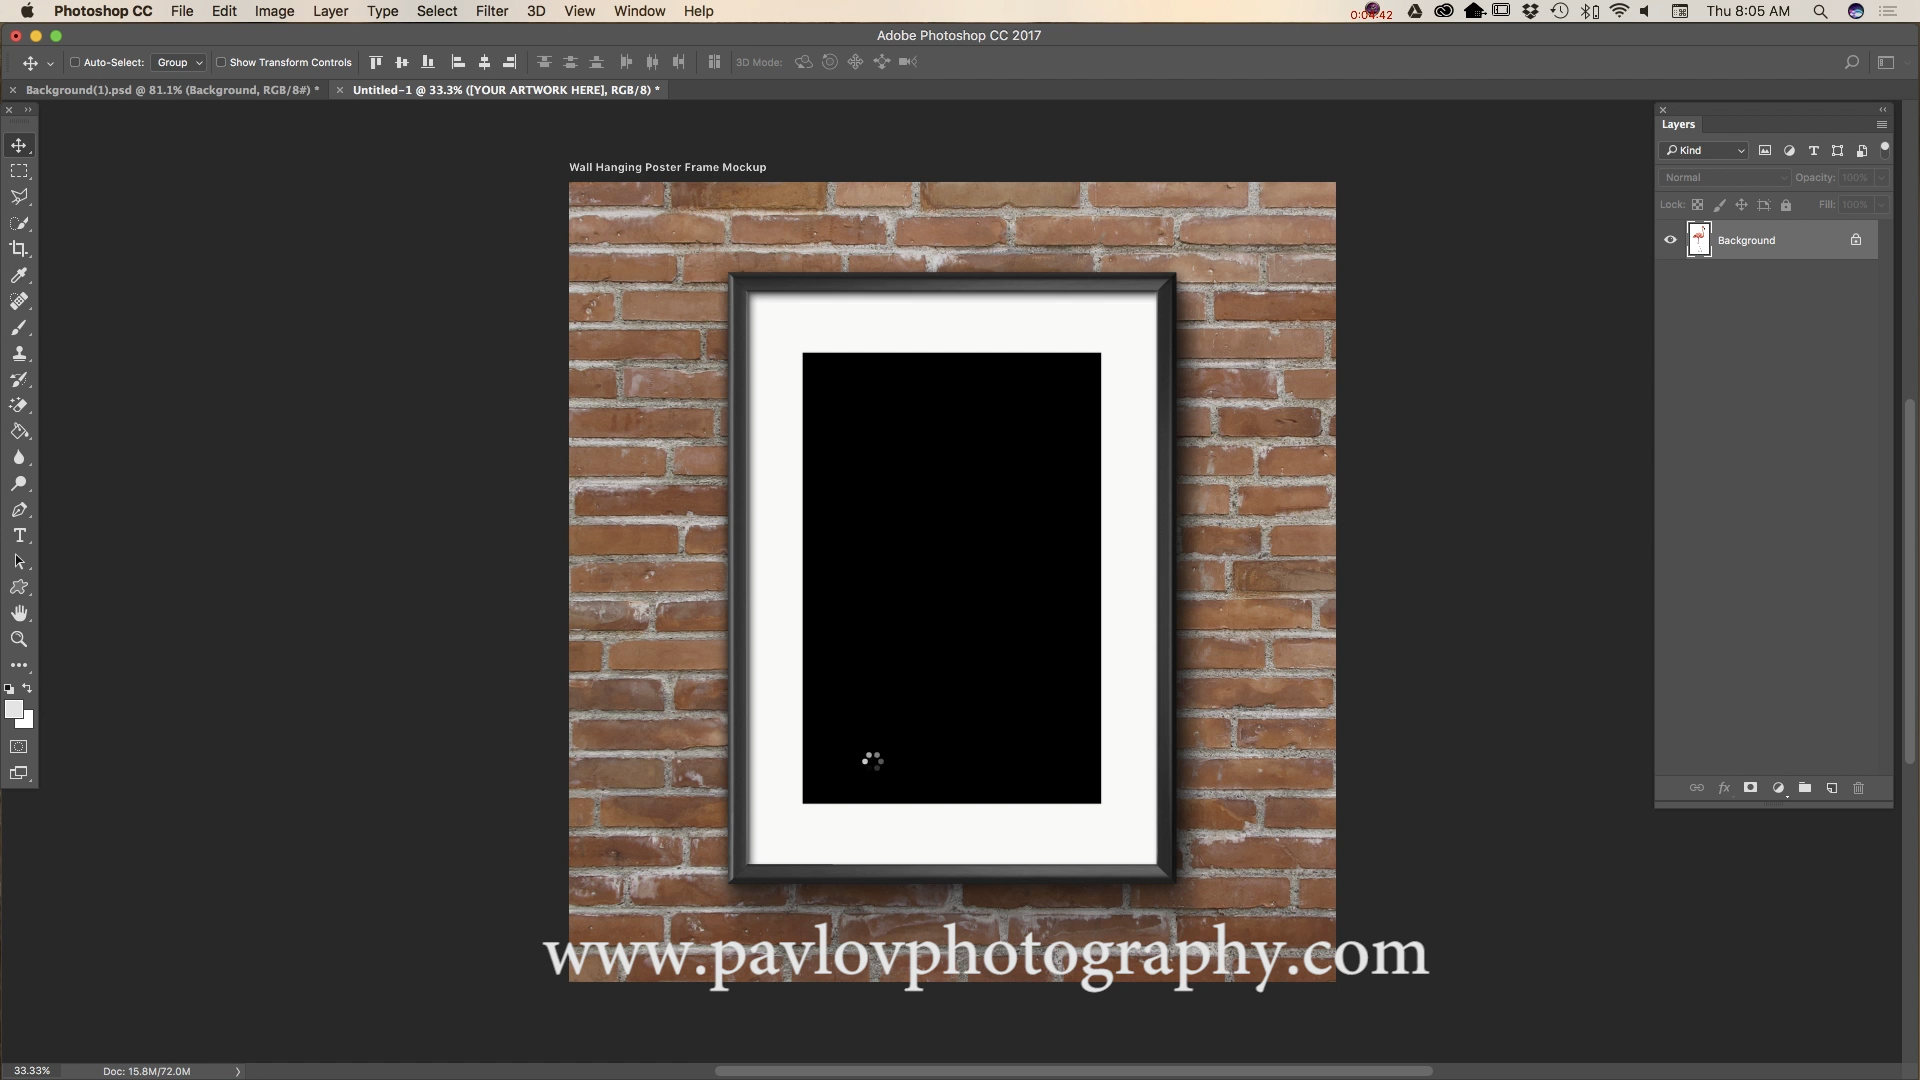 Photoshop CC File Edit Image Layer Type Select Filter 3D View Window Help 0:04:42 Thu 8:05 AM
Adobe Photoshop CC 2017
Auto-Select: Group Show Transform Controls 3D Mode:
Background(1).psd @ 81.1% (Background, RGB/8#) * Untitled-1 @ 33.3% ([YOUR ARTWORK HERE], RGB/8) *
Layers
Kind
Normal Opacity: 100%
Lock: Fill: 100%
Background
Wall Hanging Poster Frame Mockup
www.pavlovphotography.com
33.33% Doc: 15.8M/72.0M